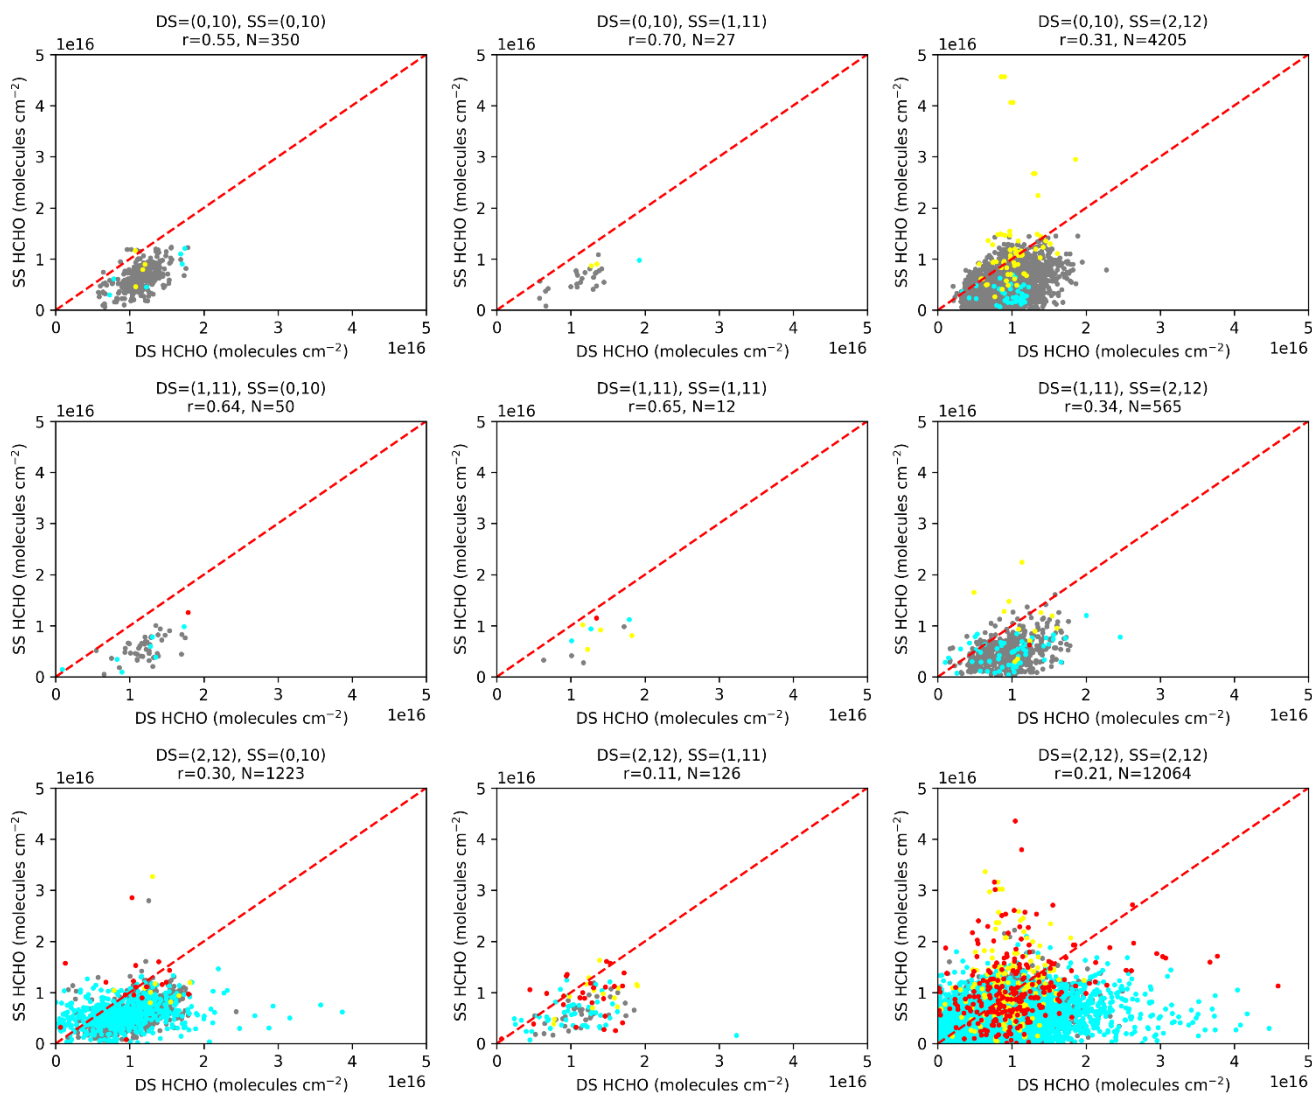 DS=(0,10), SS=(0,10)
r=0.55, N=350
1e16
5
4
3
2
1
0
SS HCHO (molecules cm⁻²)
0 1 2 3 4 5
DS HCHO (molecules cm⁻²) 1e16
DS=(0,10), SS=(1,11)
r=0.70, N=27
1e16
5
4
3
2
1
0
SS HCHO (molecules cm⁻²)
0 1 2 3 4 5
DS HCHO (molecules cm⁻²) 1e16
DS=(0,10), SS=(2,12)
r=0.31, N=4205
1e16
5
4
3
2
1
0
SS HCHO (molecules cm⁻²)
0 1 2 3 4 5
DS HCHO (molecules cm⁻²) 1e16
DS=(1,11), SS=(0,10)
r=0.64, N=50
1e16
5
4
3
2
1
0
SS HCHO (molecules cm⁻²)
0 1 2 3 4 5
DS HCHO (molecules cm⁻²) 1e16
DS=(1,11), SS=(1,11)
r=0.65, N=12
1e16
5
4
3
2
1
0
SS HCHO (molecules cm⁻²)
0 1 2 3 4 5
DS HCHO (molecules cm⁻²) 1e16
DS=(1,11), SS=(2,12)
r=0.34, N=565
1e16
5
4
3
2
1
0
SS HCHO (molecules cm⁻²)
0 1 2 3 4 5
DS HCHO (molecules cm⁻²) 1e16
DS=(2,12), SS=(0,10)
r=0.30, N=1223
1e16
5
4
3
2
1
0
SS HCHO (molecules cm⁻²)
0 1 2 3 4 5
DS HCHO (molecules cm⁻²) 1e16
DS=(2,12), SS=(1,11)
r=0.11, N=126
1e16
5
4
3
2
1
0
SS HCHO (molecules cm⁻²)
0 1 2 3 4 5
DS HCHO (molecules cm⁻²) 1e16
DS=(2,12), SS=(2,12)
r=0.21, N=12064
1e16
5
4
3
2
1
0
SS HCHO (molecules cm⁻²)
0 1 2 3 4 5
DS HCHO (molecules cm⁻²) 1e16